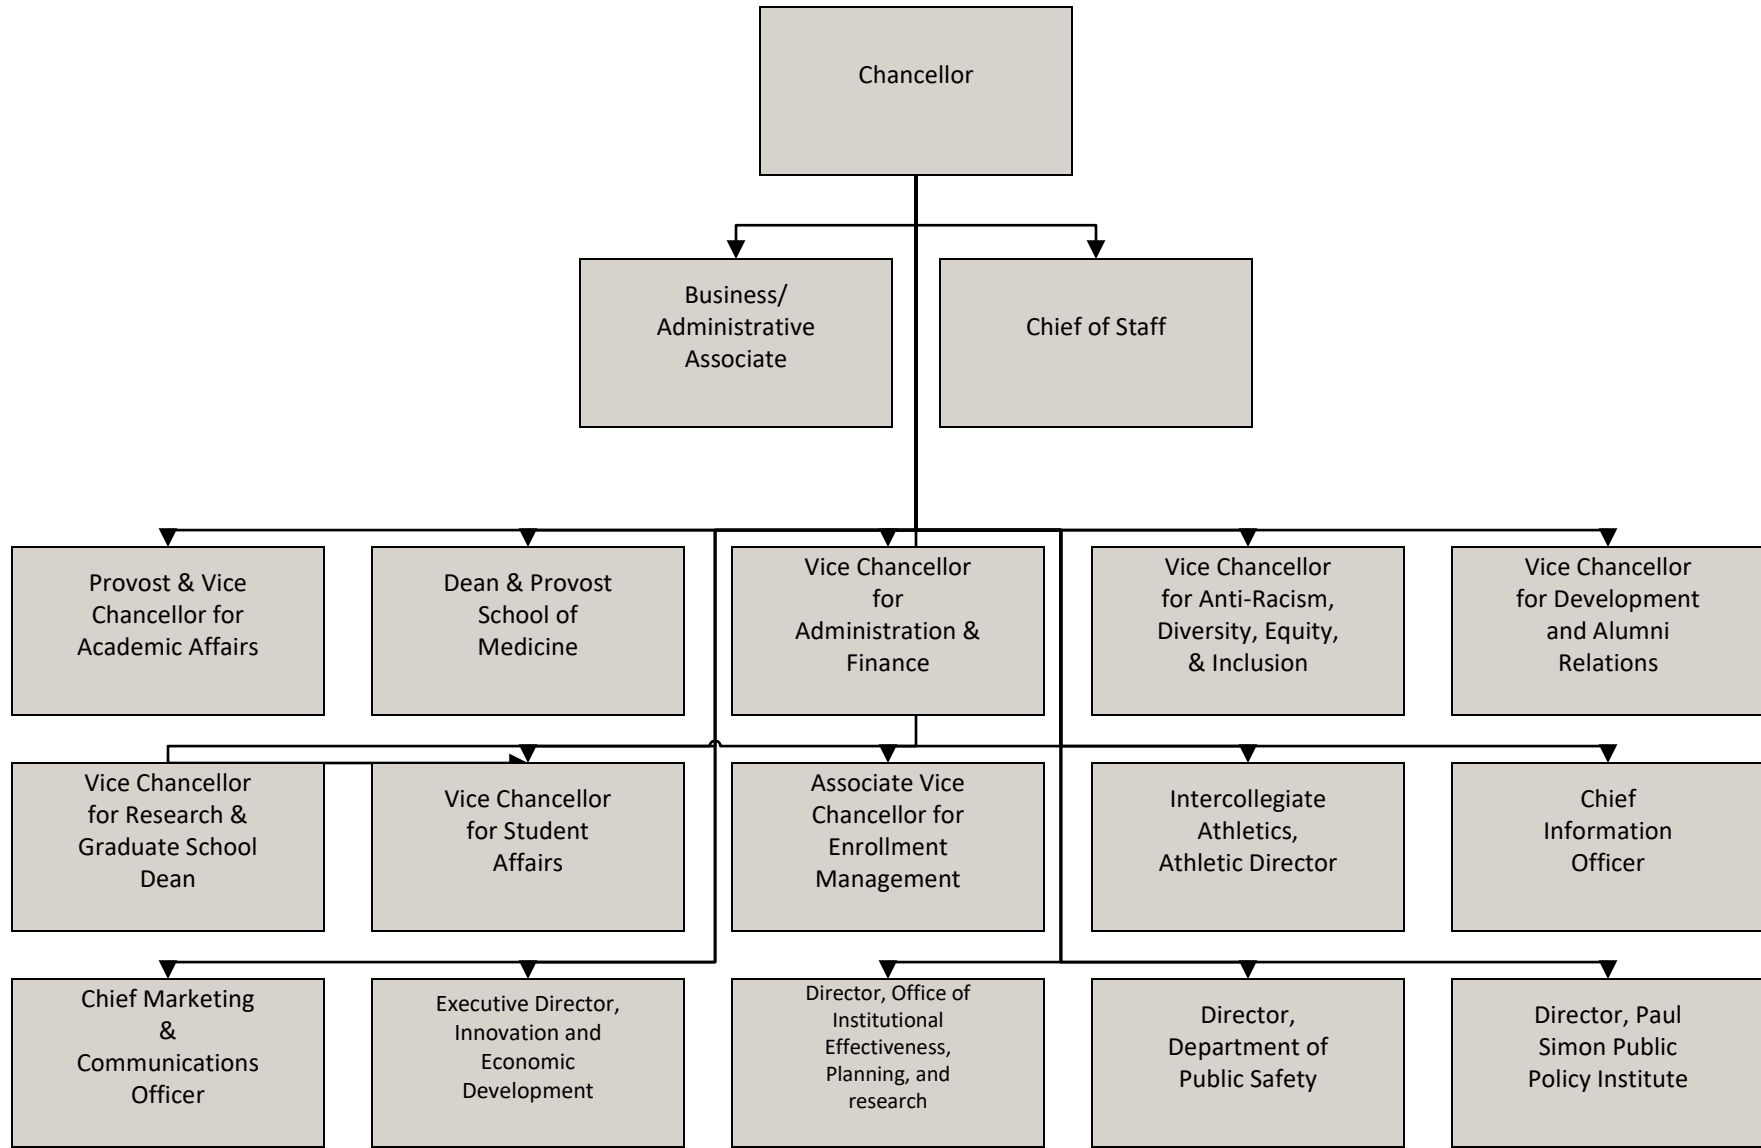 Chancellor
Business/
Administrative
Associate
Chief of Staff
Provost & Vice
Chancellor for
Academic Affairs
Dean & Provost
School of
Medicine
Vice Chancellor
for
Administration &
Finance
Vice Chancellor
for Anti-Racism,
Diversity, Equity,
& Inclusion
Vice Chancellor
for Development
and Alumni
Relations
Vice Chancellor
for Research &
Graduate School
Dean
Vice Chancellor
for Student
Affairs
Associate Vice
Chancellor for
Enrollment
Management
Intercollegiate
Athletics,
Athletic Director
Chief
Information
Officer
Chief Marketing
&
Communications
Officer
Executive Director,
Innovation and
Economic
Development
Director, Office of
Institutional
Effectiveness,
Planning, and
research
Director,
Department of
Public Safety
Director, Paul
Simon Public
Policy Institute